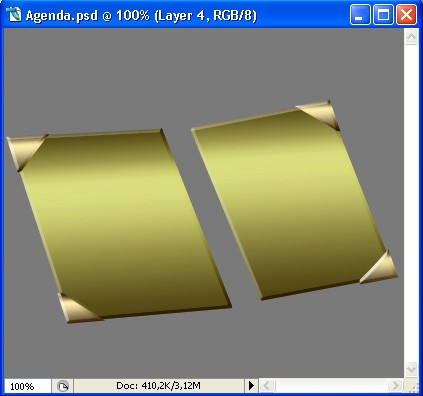 Agenda.psd @ 100% (Layer 4, RGB/8)
100%
Doc: 410,2K/3,12M